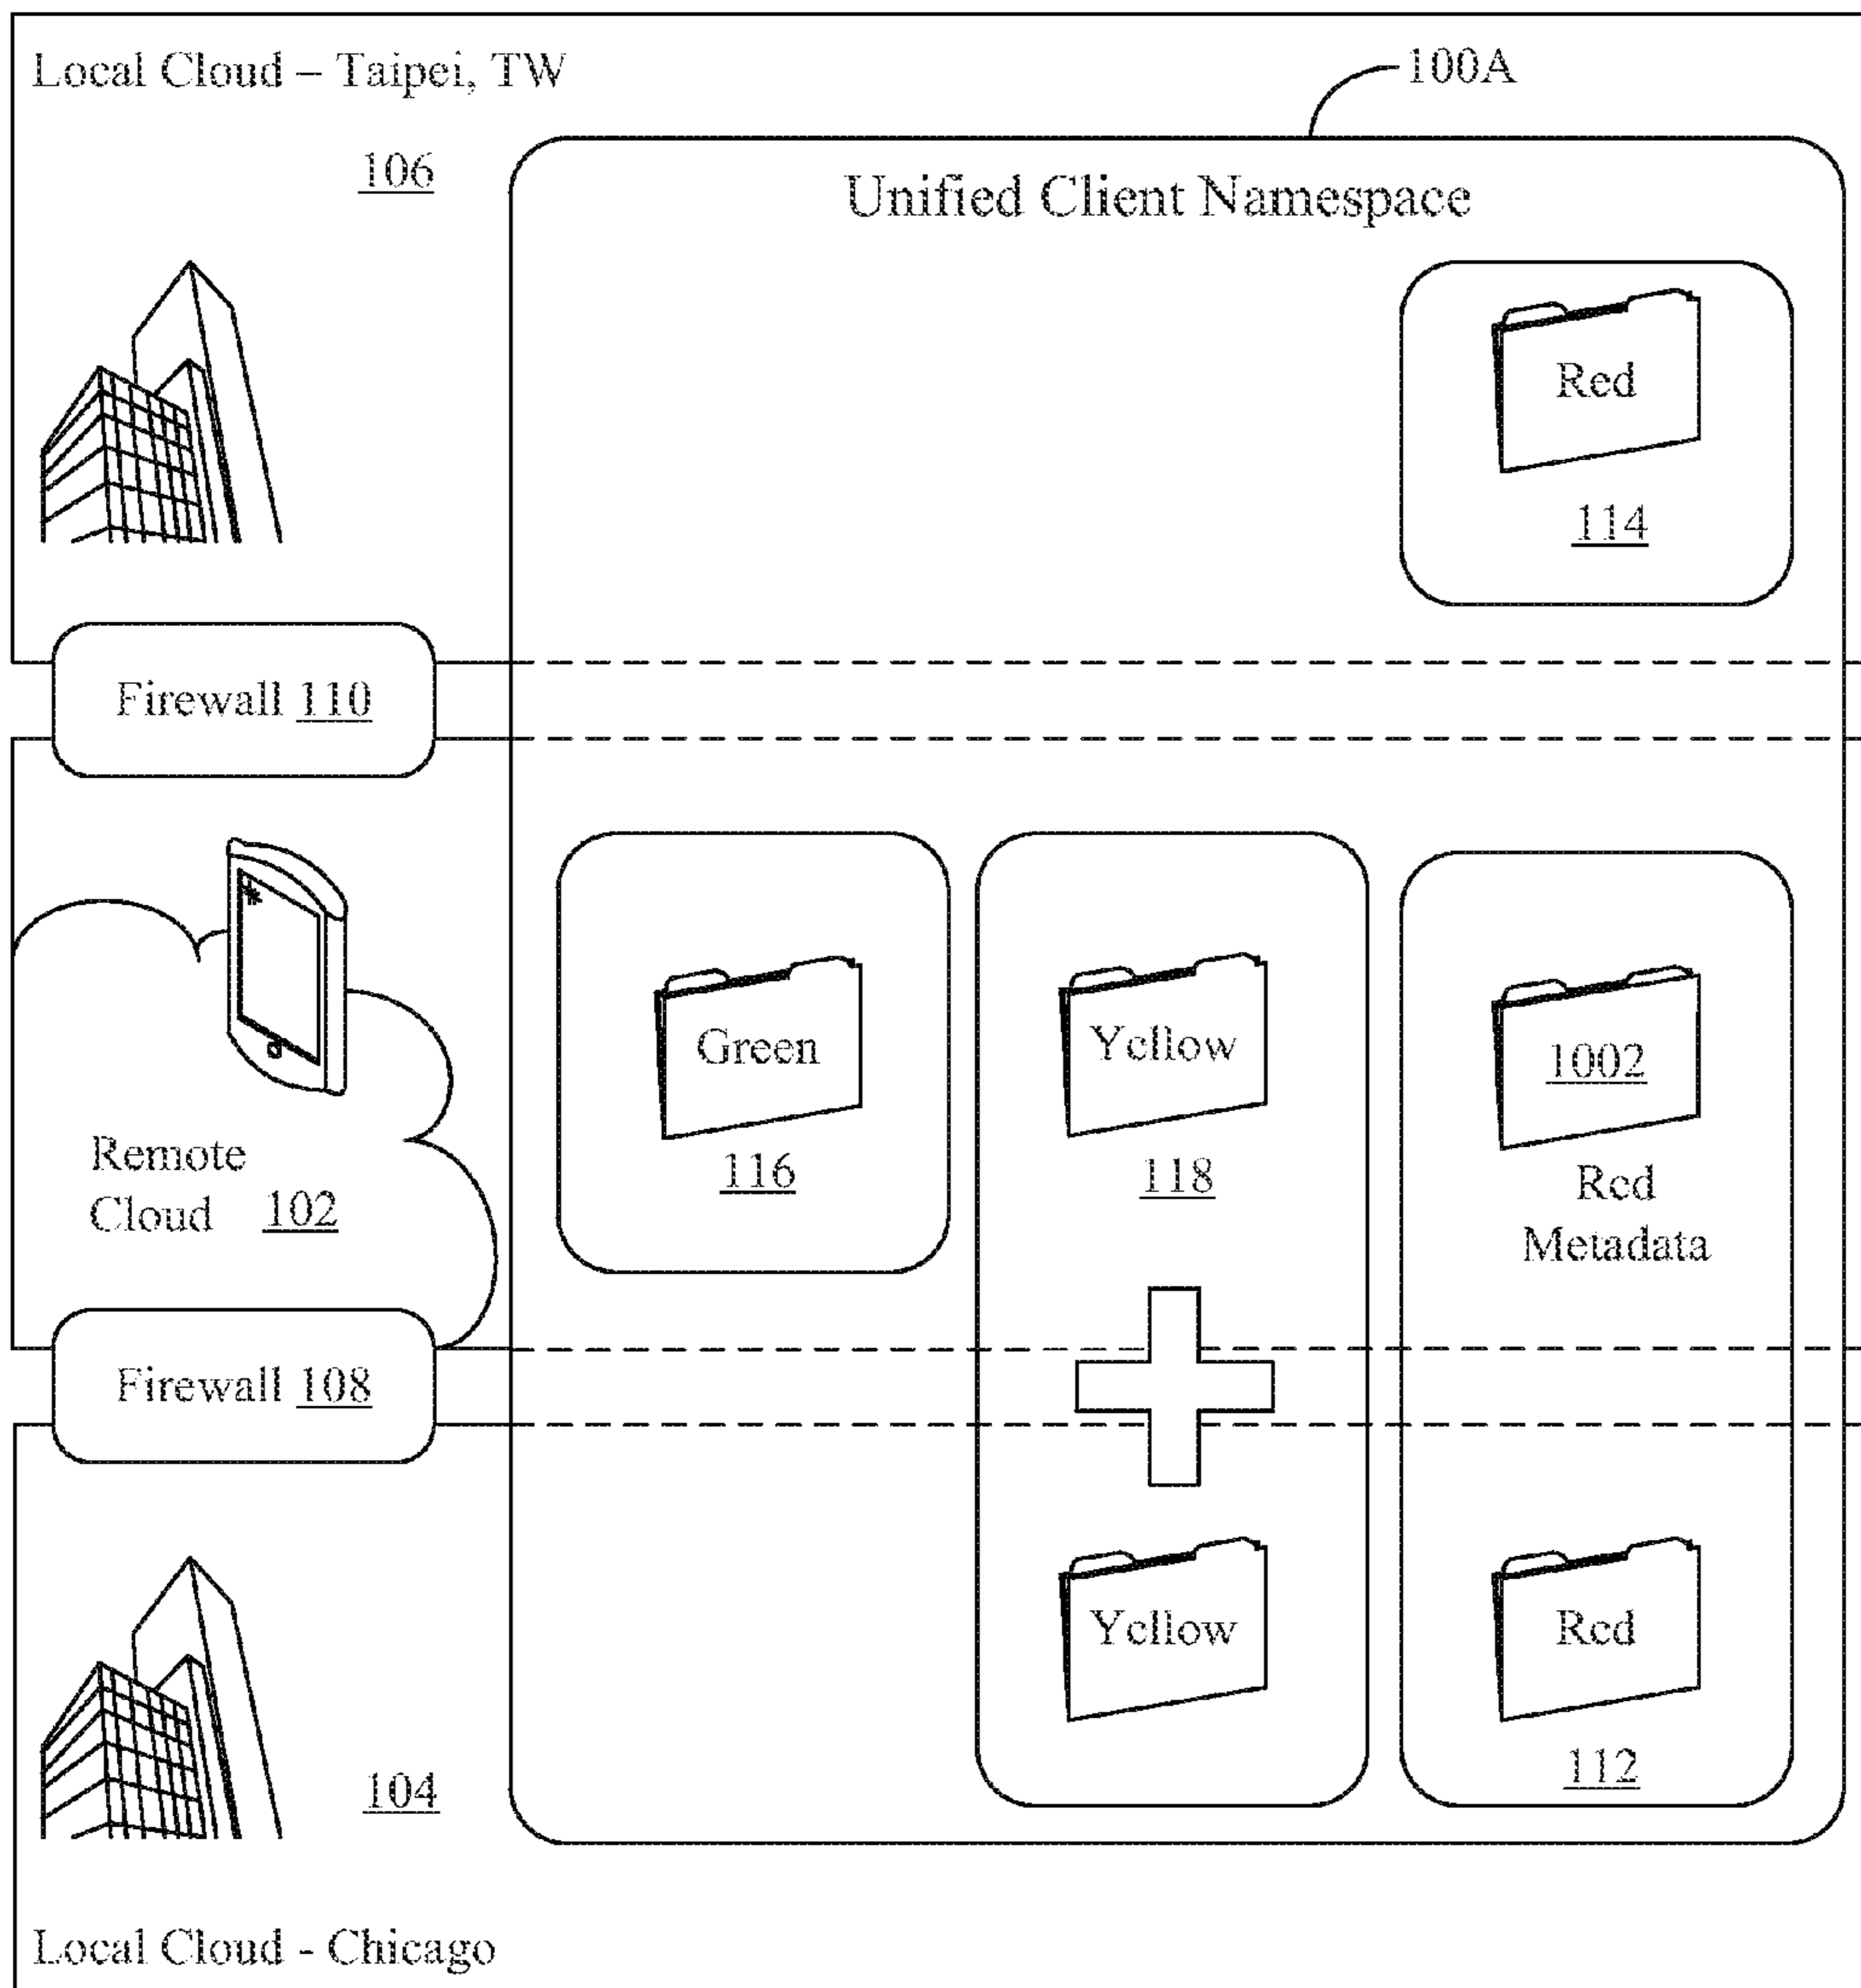 Local Cloud – Taipei, TW
100A
106
Unified Client Namespace
Red
114
Firewall 110
Green
116
Yellow
118
1002
Red
Metadata
Remote
Cloud 102
Firewall 108
Yellow
Red
112
104
Local Cloud - Chicago